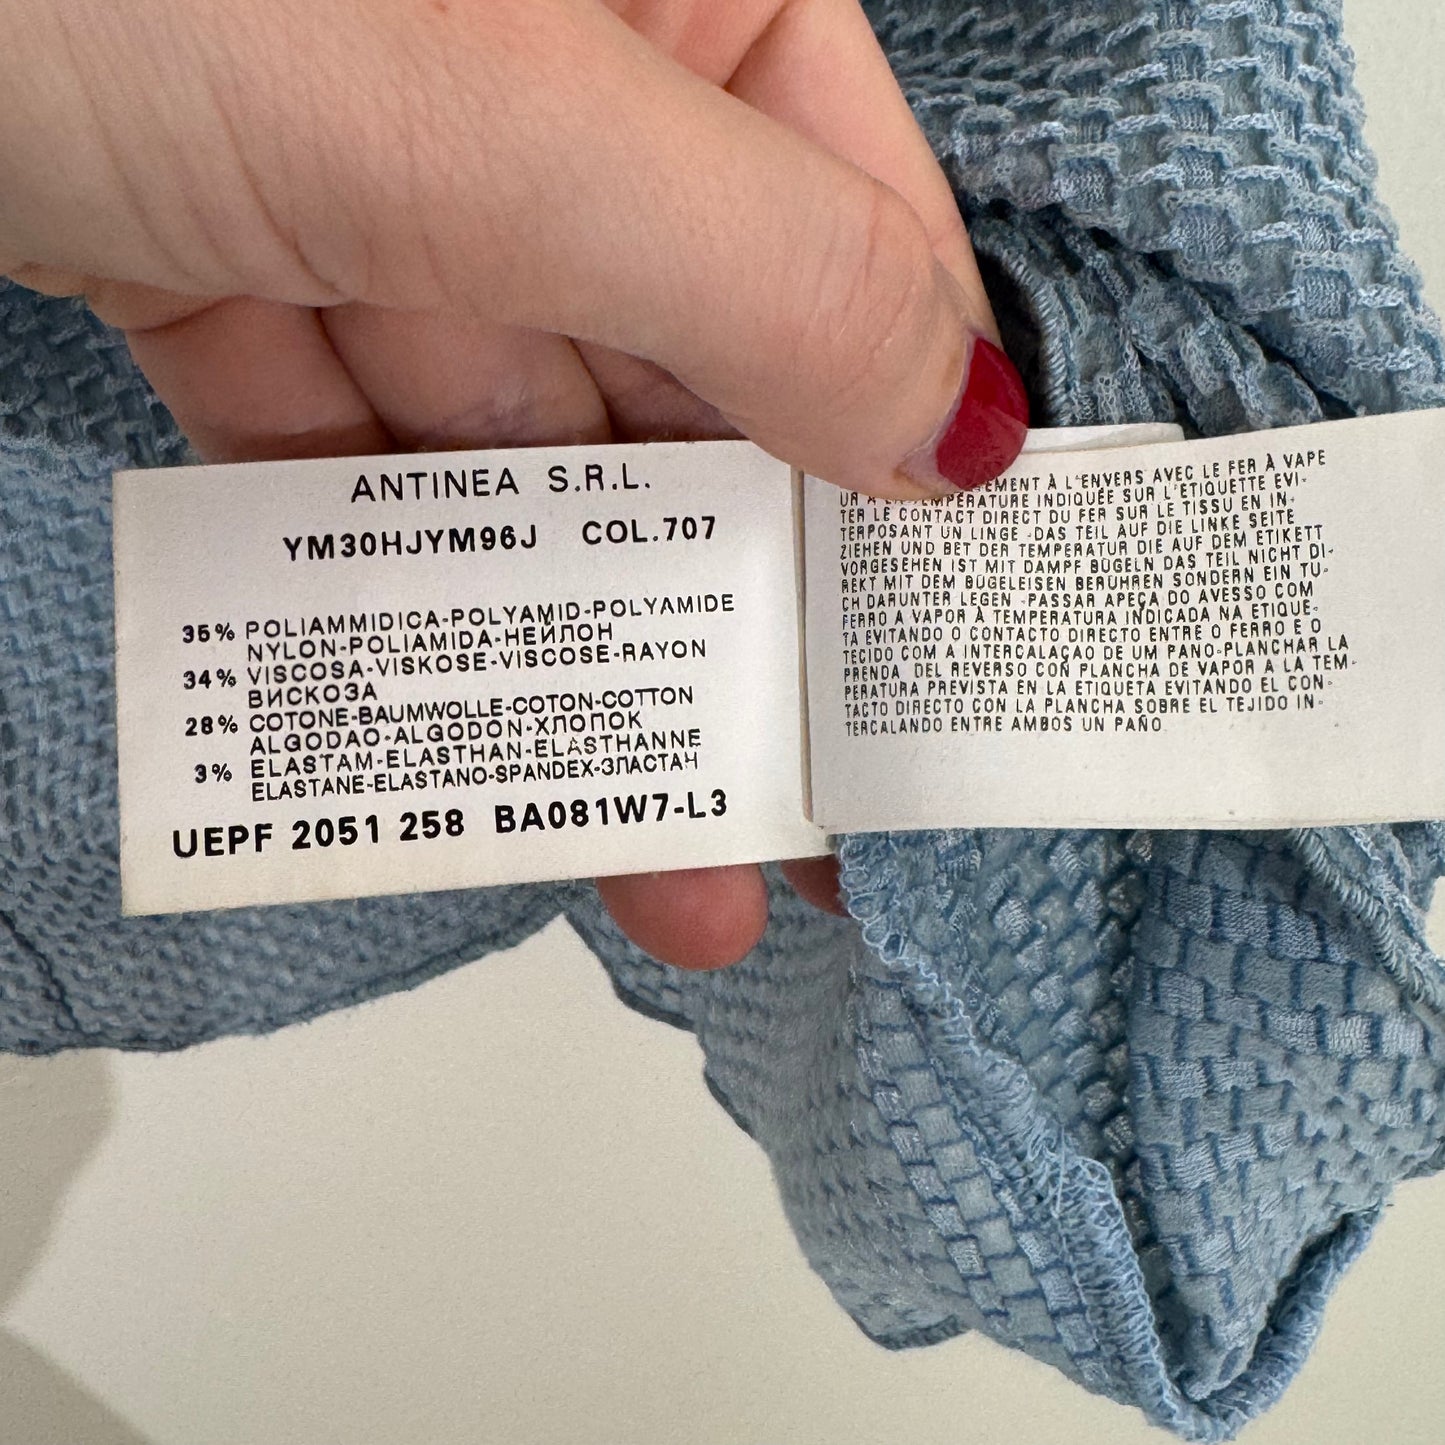 ANTINEA S.R.L.
YM30HJYM96J COL.707
35% POLIAMMIDICA-POLYAMID-POLYAMIDE
NYLON-POLIAMIDA-НЕЙЛОН
34% VISCOSA-VISKOSE-VISCOSE-RAYON
ВИСКОЗА
28% COTONE-BAUMWOLLE-COTON-COTTON
ALGODAO-ALGODON-ХЛОПОК
3% ELASTAM-ELASTHAN-ELASTHANNE
ELASTANE-ELASTANO-SPANDEX-ЭЛАСТАН
UEPF 2051 258 BA081W7-L3
EMENT À L'ENVERS AVEC LE FER À VAPE
UR À LA TEMPÉRATURE INDIQUÉE SUR L'ÉTIQUETTE EVI-
TER LE CONTACT DIRECT DU FER SUR LE TISSU EN IN-
TERPOSANT UN LINGE -DAS TEIL AUF DIE LINKE SEITE
ZIEHEN UND BET DER TEMPERATUR DIE AUF DEM ETIKETT
VORGESEHEN IST MIT DAMPF BÜGELN DAS TEIL NICHT DI-
REKT MIT DEM BÜGELEISEN BERÜHREN SONDERN EIN TU-
CH DARUNTER LEGEN -PASSAR APEÇA DO AVESSO COM
FERRO A VAPOR À TEMPERATURA INDICADA NA ETIQUE-
TA EVITANDO O CONTACTO DIRECTO ENTRE O FERRO E O
TECIDO COM A INTERCALAÇAO DE UM PANO-PLANCHAR LA
PRENDA DEL REVERSO CON PLANCHA DE VAPOR A LA TEM-
PERATURA PREVISTA EN LA ETIQUETA EVITANDO EL CON-
TACTO DIRECTO CON LA PLANCHA SOBRE EL TEJIDO IN-
TERCALANDO ENTRE AMBOS UN PAÑO